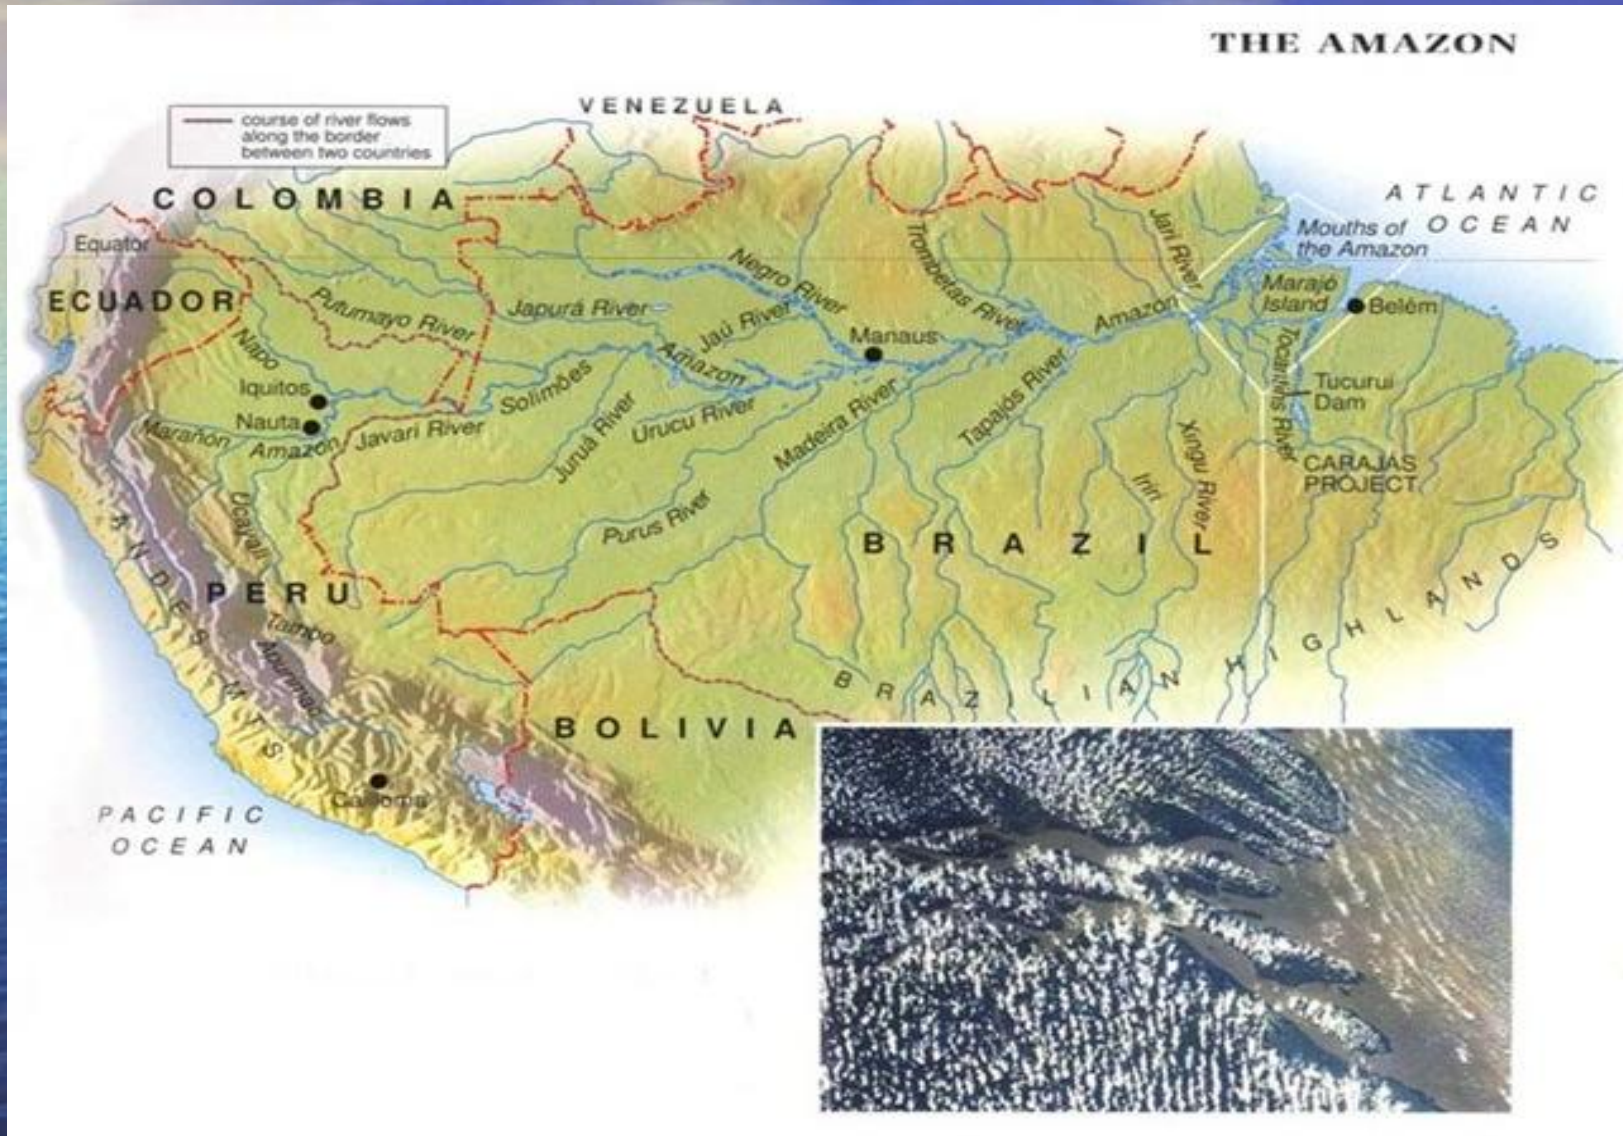 THE AMAZON
VENEZUELA
course of river flows
along the border
between two countries
COLOMBIA
ATLANTIC
OCEAN
Mouths of
the Amazon
Equator
ECUADOR
Putumayo River
Japurá River
Negro River
Jaú River
Trombetas River
Jari River
Amazon
Marajó
Island
Belém
Manaus
Napo
Iquitos
Nauta
Marañón
Amazon
Javari River
Solimões
Amazon
Juruá River
Urucu River
Madeira River
Tapajós River
Tocantins River
Tucurui
Dam
CARAJÁS
PROJECT
Xingu River
Iriri
Ucayali
Purus River
BRAZIL
ANDES MTS
PERU
Tambo
Apurimac
BRAZILIAN HIGHLANDS
BOLIVIA
Cailloma
PACIFIC
OCEAN